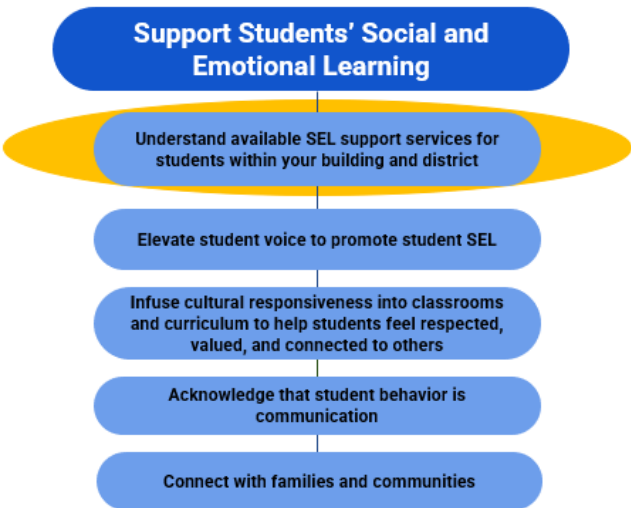 Support Students' Social and
Emotional Learning
Understand available SEL support services for
students within your building and district
Elevate student voice to promote student SEL
Infuse cultural responsiveness into classrooms
and curriculum to help students feel respected,
valued, and connected to others
Acknowledge that student behavior is
communication
Connect with families and communities